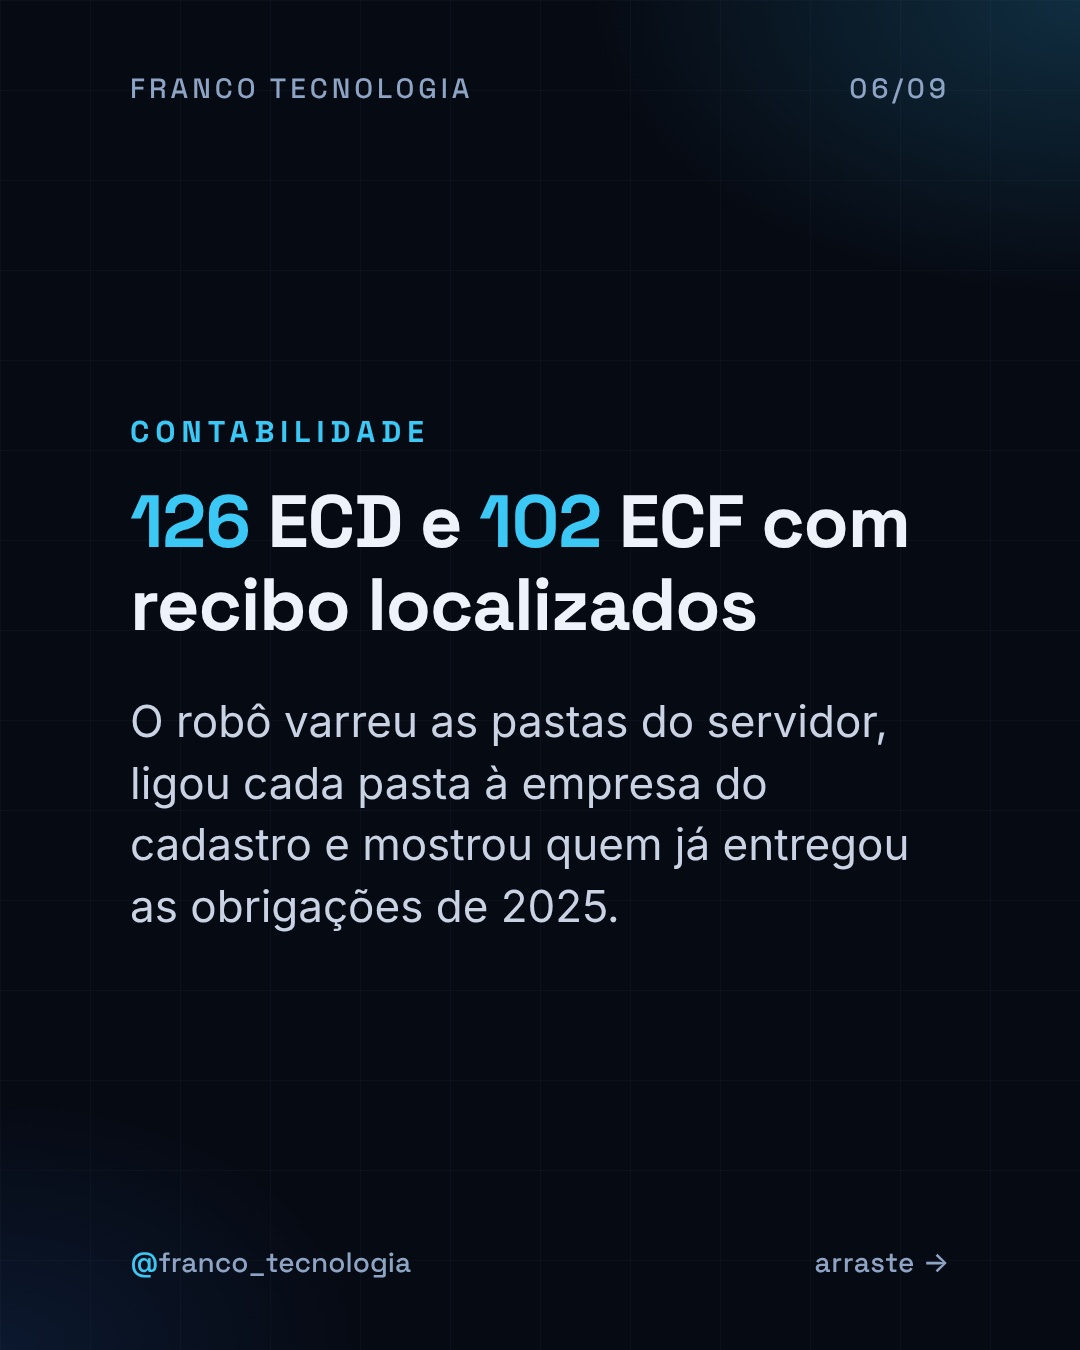 FRANCO TECNOLOGIA
06/09
CONTABILIDADE
126 ECD e 102 ECF com
recibo localizados
O robô varreu as pastas do servidor,
ligou cada pasta à empresa do
cadastro e mostrou quem já entregou
as obrigações de 2025.
@franco_tecnologia
arraste →